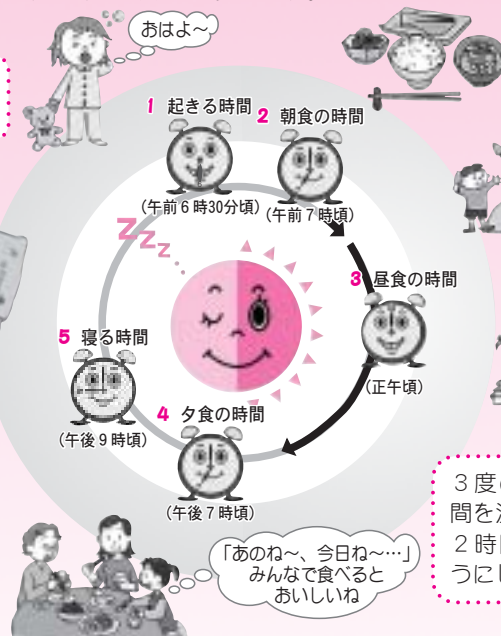 おはよ〜
1 起きる時間
(午前6時30分頃)
2 朝食の時間
(午前7時頃)
3 昼食の時間
(正午頃)
4 夕食の時間
(午後7時頃)
5 寝る時間
(午後9時頃)
ZZZ
「あのね〜、今日ね〜…」
みんなで食べると
おいしいね
3度
間を
2時
うに